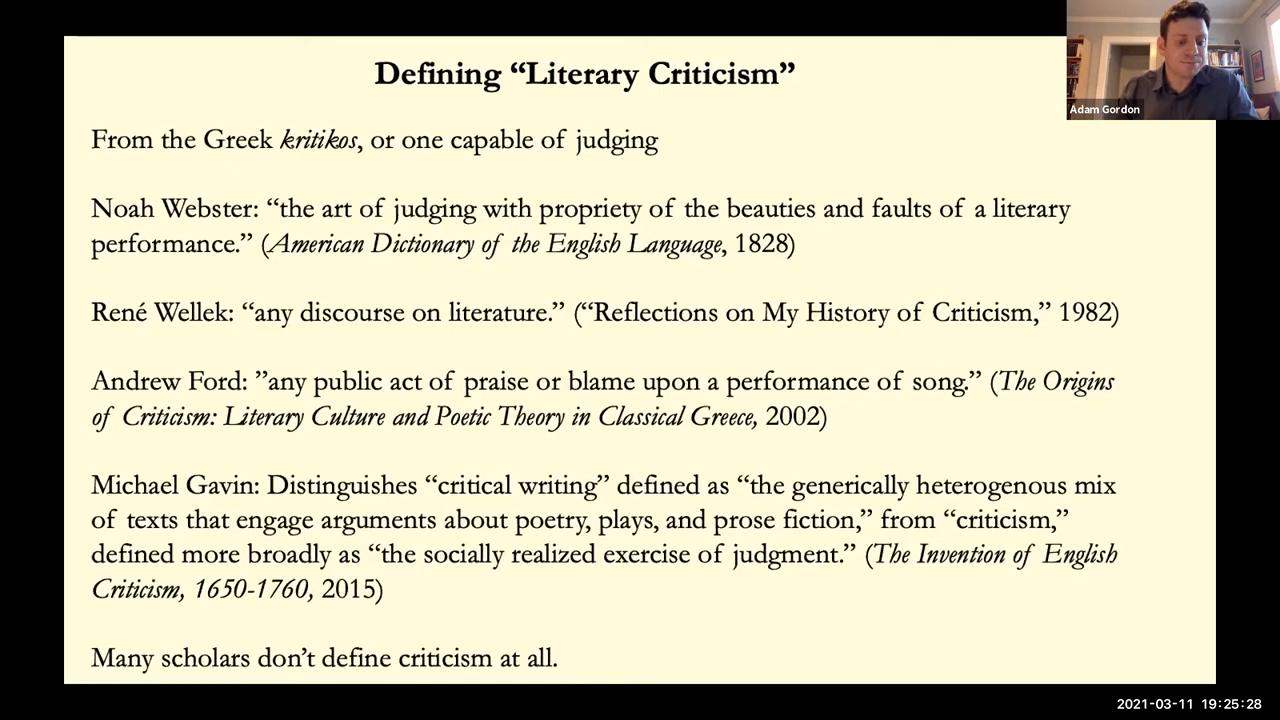 Defining “Literary Criticism”
Adam Gordon
From the Greek kritikos, or one capable of judging
Noah Webster: “the art of judging with propriety of the beauties and faults of a literary
performance.” (American Dictionary of the English Language, 1828)
René Wellek: “any discourse on literature.” (“Reflections on My History of Criticism,” 1982)
Andrew Ford: ”any public act of praise or blame upon a performance of song.” (The Origins
of Criticism: Literary Culture and Poetic Theory in Classical Greece, 2002)
Michael Gavin: Distinguishes “critical writing” defined as “the generically heterogenous mix
of texts that engage arguments about poetry, plays, and prose fiction,” from “criticism,”
defined more broadly as “the socially realized exercise of judgment.” (The Invention of English
Criticism, 1650-1760, 2015)
Many scholars don’t define criticism at all.
2021-03-11 19:25:28